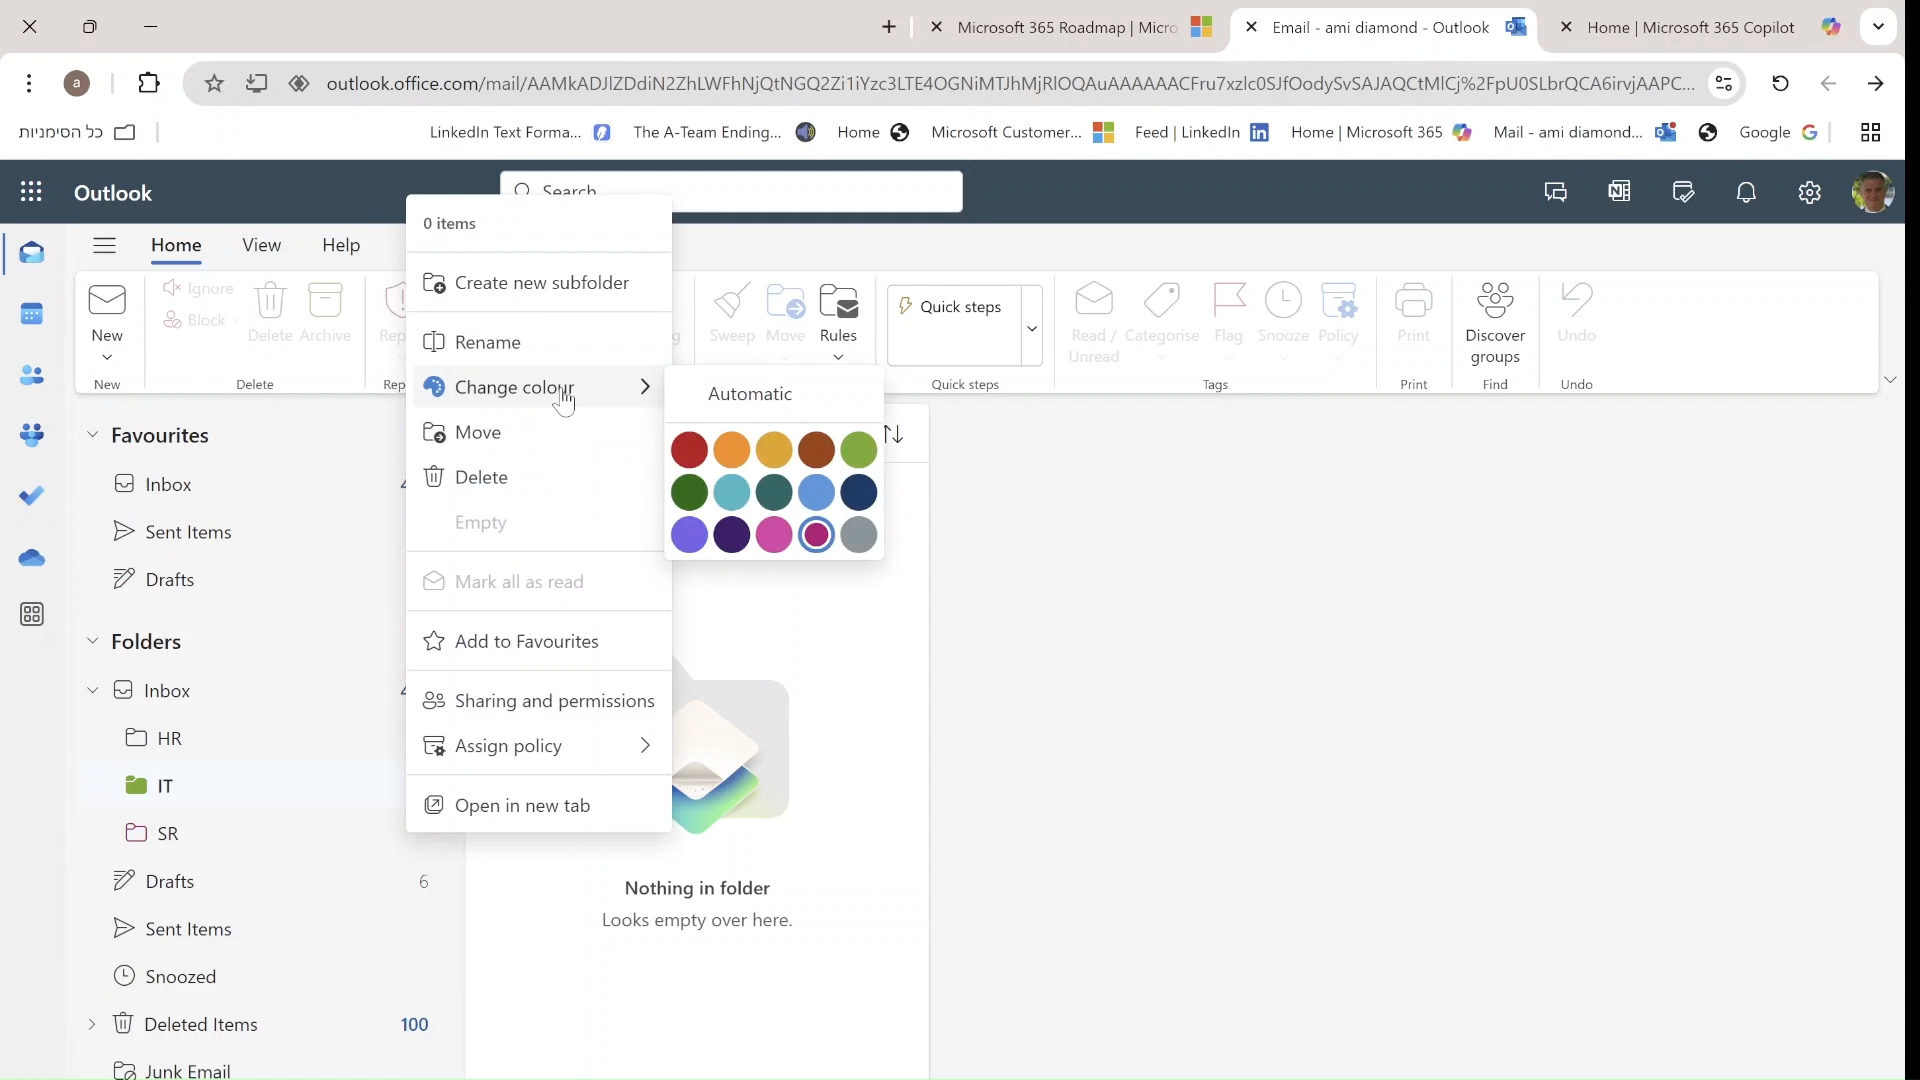 Microsoft 365 Roadmap | Micro
Email - ami diamond - Outlook
Home | Microsoft 365 Copilot
a
outlook.office.com/mail/AAMkADJlZDdiN2ZhLWFhNjQtNGQ2Zi1iYzc3LTE4OGNiMTJhMjRlOQAuAAAAAACFru7xzlc0SJfOodySvSAJAQCtMlCj%2FpU0SLbrQCA6irvjAAPC...
כל הסימניות
LinkedIn Text Forma...
The A-Team Ending...
Home
Microsoft Customer...
Feed | LinkedIn
Home | Microsoft 365
Mail - ami diamond...
Google
Outlook
Search
Home
View
Help
New
New
Ignore
Block
Delete
Archive
Delete
Rep
Rep
Sweep
Move
Rules
Quick steps
Quick steps
Read /
Unread
Categorise
Flag
Snooze
Policy
Tags
Print
Print
Discover
groups
Find
Undo
Undo
0 items
Create new subfolder
Rename
Change colour
Move
Delete
Empty
Mark all as read
Add to Favourites
Sharing and permissions
Assign policy
Open in new tab
Automatic
Favourites
Inbox
Sent Items
Drafts
Folders
Inbox
HR
IT
SR
Drafts 6
Sent Items
Snoozed
Deleted Items 100
Junk Email
Nothing in folder
Looks empty over here.